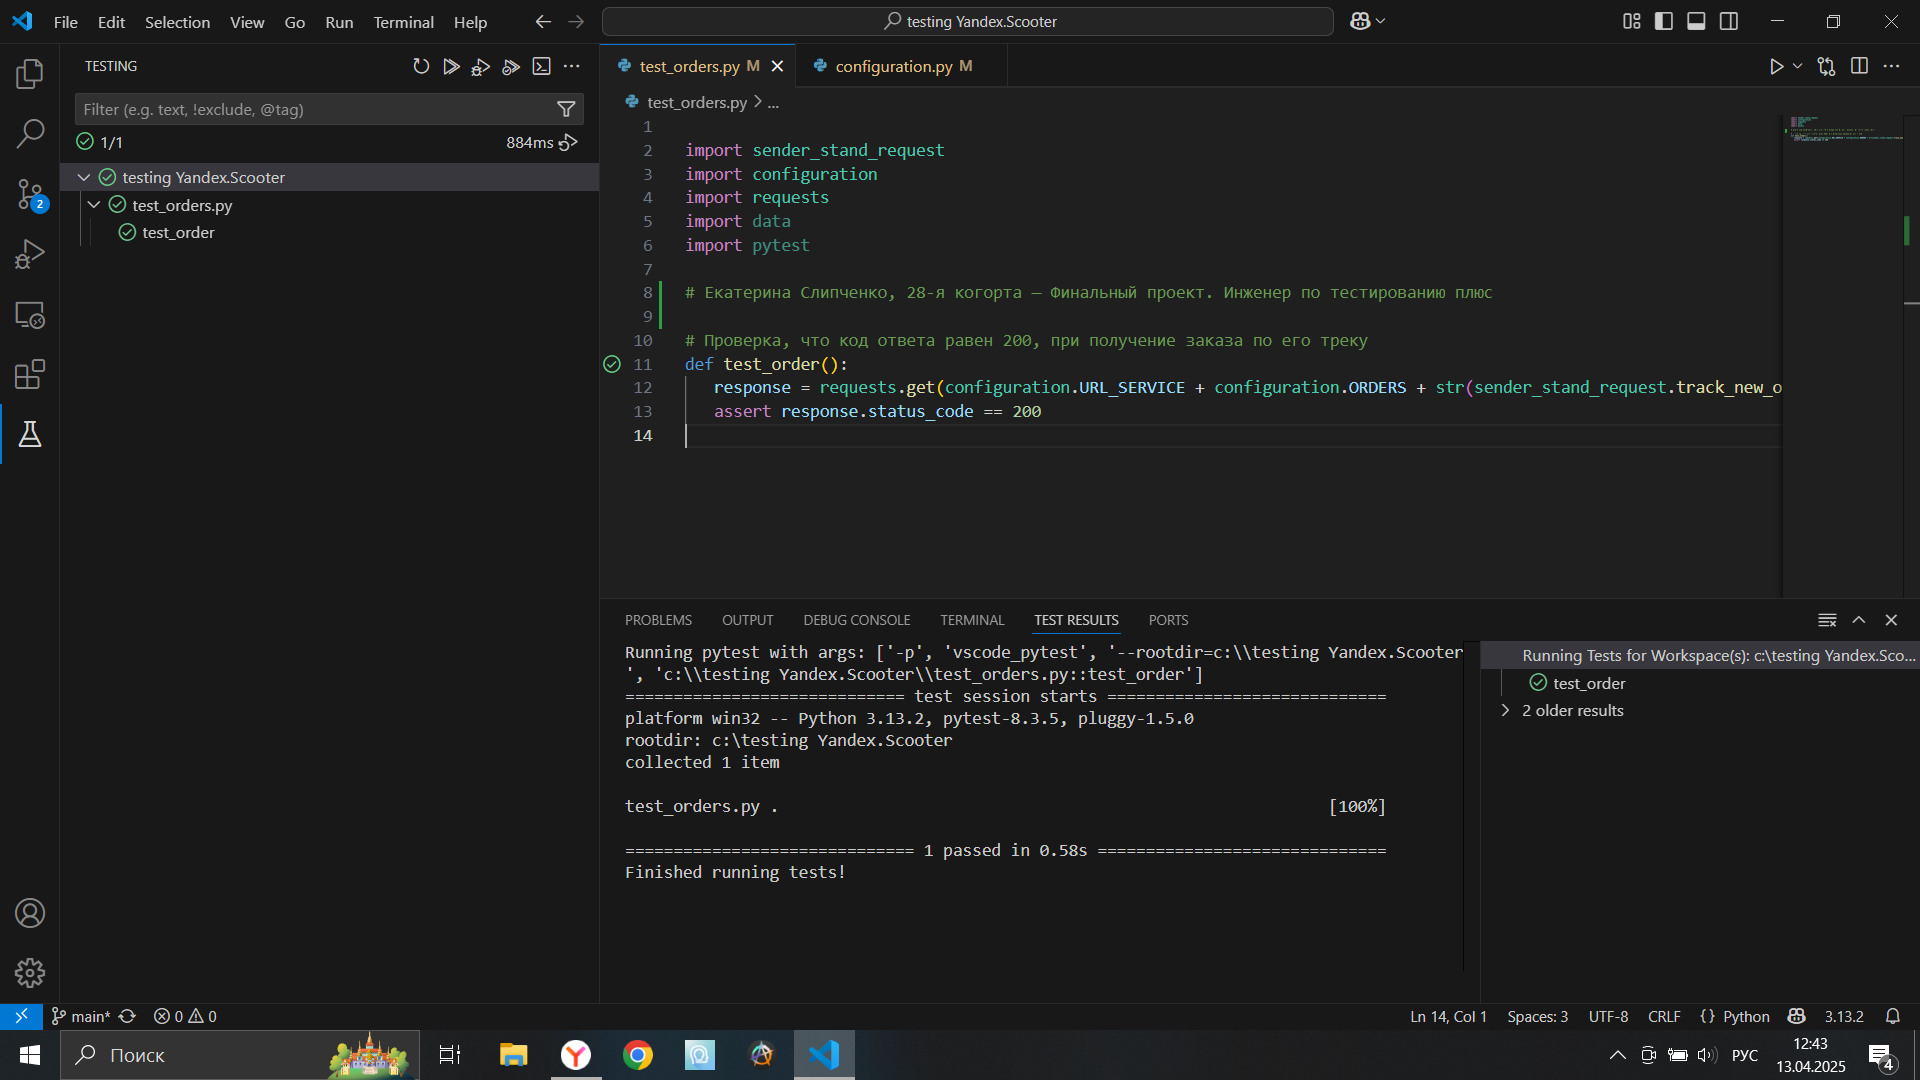 File Edit Selection View Go Run Terminal Help
testing Yandex.Scooter
TESTING
Filter (e.g. text, !exclude, @tag)
1/1
884ms
testing Yandex.Scooter
test_orders.py
test_order
2
test_orders.py M
configuration.py M
test_orders.py > ...
1
2 import sender_stand_request
3 import configuration
4 import requests
5 import data
6 import pytest
7
8 # Екатерина Слипченко, 28-я когорта — Финальный проект. Инженер по тестированию плюс
9
10 # Проверка, что код ответа равен 200, при получение заказа по его треку
11 def test_order():
12 response = requests.get(configuration.URL_SERVICE + configuration.ORDERS + str(sender_stand_request.track_new_o
13 assert response.status_code == 200
14
PROBLEMS OUTPUT DEBUG CONSOLE TERMINAL TEST RESULTS PORTS
Running pytest with args: ['-p', 'vscode_pytest', '--rootdir=c:\\testing Yandex.Scooter
', 'c:\\testing Yandex.Scooter\\test_orders.py::test_order']
============================= test session starts =============================
platform win32 -- Python 3.13.2, pytest-8.3.5, pluggy-1.5.0
rootdir: c:\testing Yandex.Scooter
collected 1 item
test_orders.py . [100%]
============================== 1 passed in 0.58s ==============================
Finished running tests!
Running Tests for Workspace(s): c:\testing Yandex.Sco...
test_order
2 older results
main* 0 0
Ln 14, Col 1 Spaces: 3 UTF-8 CRLF {} Python 3.13.2
Поиск
РУС
12:43
13.04.2025
4